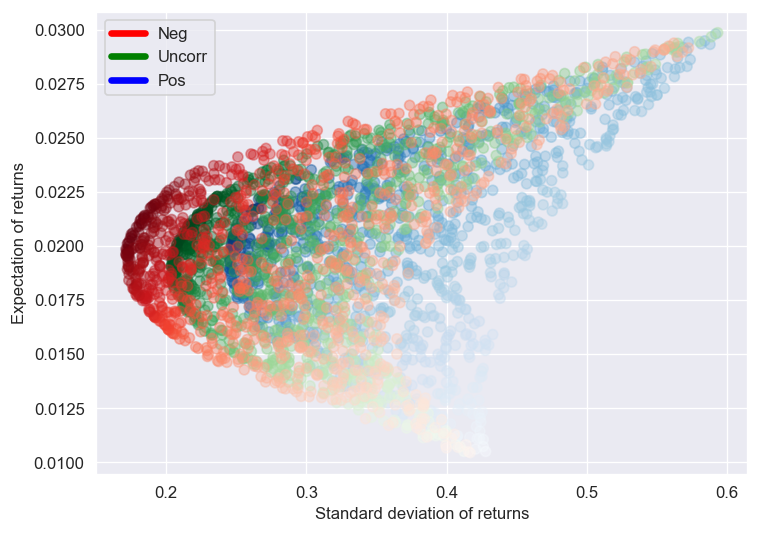 Neg
Uncorr
Pos
0.0300
0.0275
0.0250
0.0225
0.0200
0.0175
0.0150
0.0125
0.0100
Expectation of returns
0.2 0.3 0.4 0.5 0.6
Standard deviation of returns